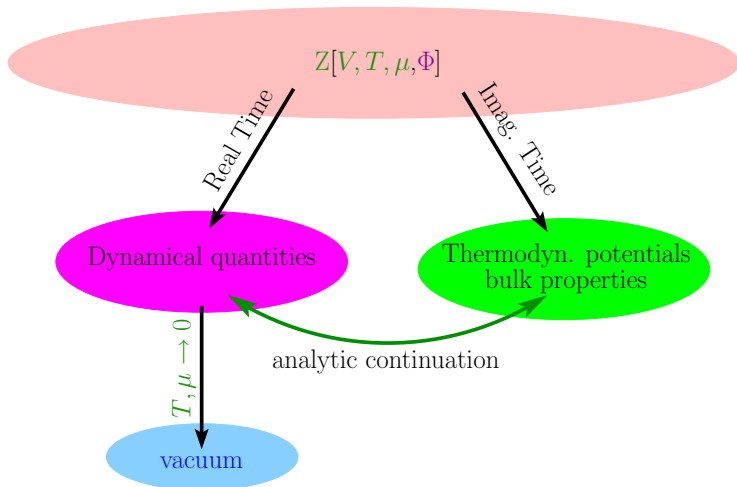 Z[V, T, μ,Φ]
Real Time
Imag. Time
Dynamical quantities
Thermodyn. potentials
bulk properties
analytic continuation
T, μ → 0
vacuum